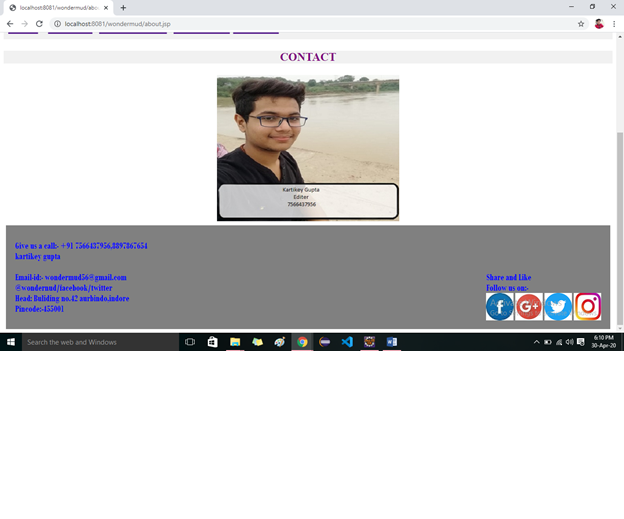 localhost:8081/wondermud/abou
localhost:8081/wondermud/about.jsp
CONTACT
Kartikey Gupta
Editer
7566437956
Give us a call:- +91 7566437956,8897867654
kartikey gupta
Email-id:- wondermud56@gmail.com
@wondermud/facebook/twitter
Head: Buliding no.42 aurbindo,indore
Pincode:-455001
Share and Like
Follow us on:-
Search the web and Windows
6:10 PM
30-Apr-20